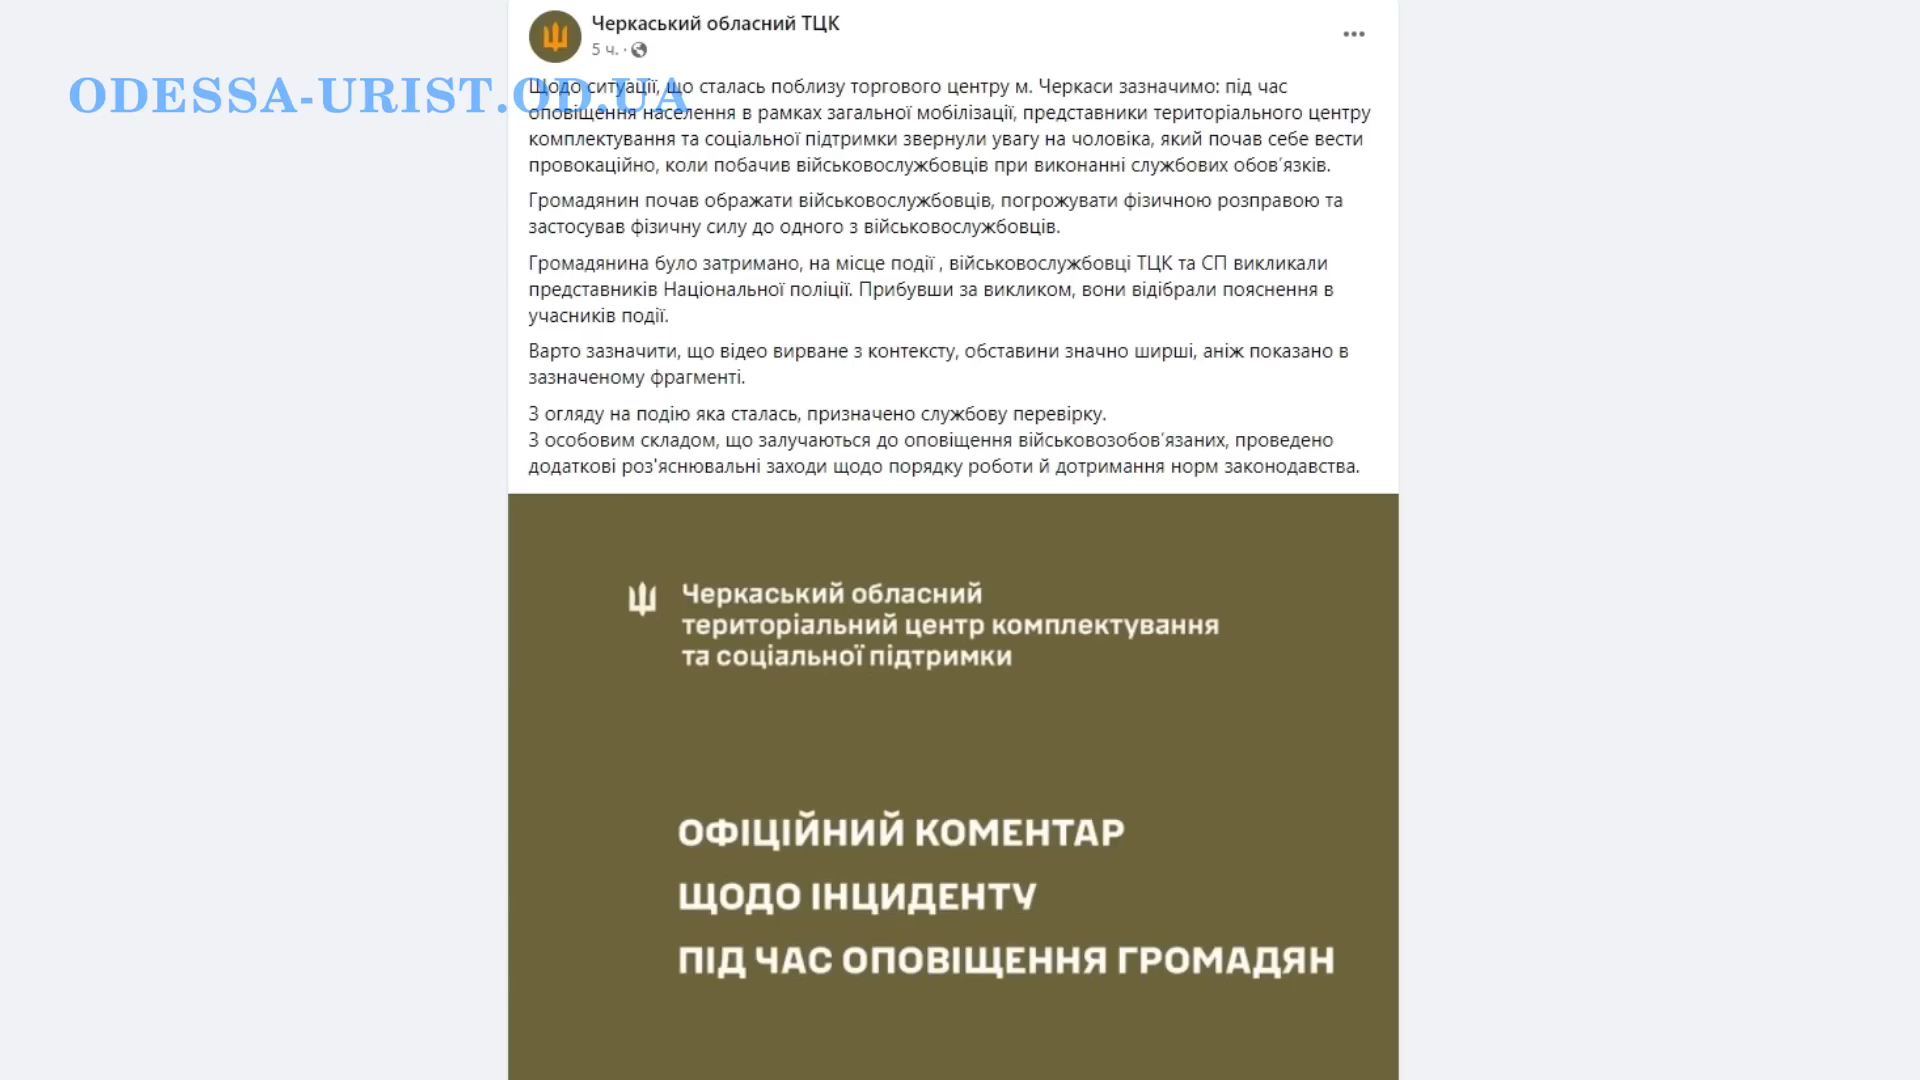 Черкаський обласний ТЦК
5 ч. ·
ODESSA-URIST.OD.UA
Щодо ситуації, що сталась поблизу торгового центру м. Черкаси зазначимо: під час
оповіщення населення в рамках загальної мобілізації, представники територіального центру
комплектування та соціальної підтримки звернули увагу на чоловіка, який почав себе вести
провокаційно, коли побачив військовослужбовців при виконанні службових обов’язків.
Громадянин почав ображати військовослужбовців, погрожувати фізичною розправою та
застосував фізичну силу до одного з військовослужбовців.
Громадянина було затримано, на місце події , військовослужбовці ТЦК та СП викликали
представників Національної поліції. Прибувши за викликом, вони відібрали пояснення в
учасників події.
Варто зазначити, що відео вирване з контексту, обставини значно ширші, аніж показано в
зазначеному фрагменті.
З огляду на подію яка сталась, призначено службову перевірку.
З особовим складом, що залучаються до оповіщення військовозобов’язаних, проведено
додаткові роз'яснювальні заходи щодо порядку роботи й дотримання норм законодавства.
Черкаський обласний
територіальний центр комплектування
та соціальної підтримки
ОФІЦІЙНИЙ КОМЕНТАР
ЩОДО ІНЦИДЕНТУ
ПІД ЧАС ОПОВІЩЕННЯ ГРОМАДЯН